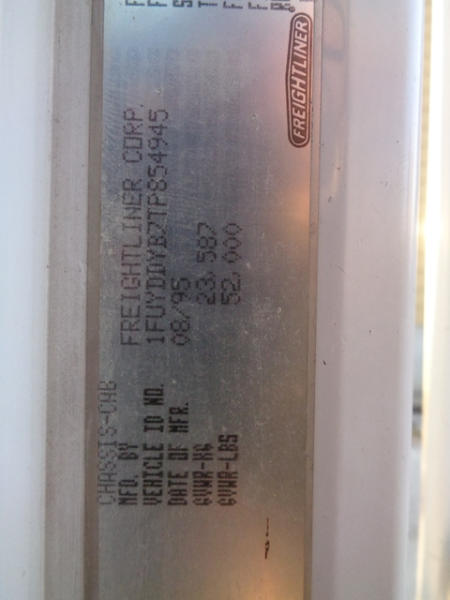 FREIGHTLINER
CHASSIS-CAB
MFD. BY FREIGHTLINER CORP.
VEHICLE ID NO. 1FUYDDYB7TP854945
DATE OF MFR. 08/95
GVWR-KG 23,587
GVWR-LBS 52,000